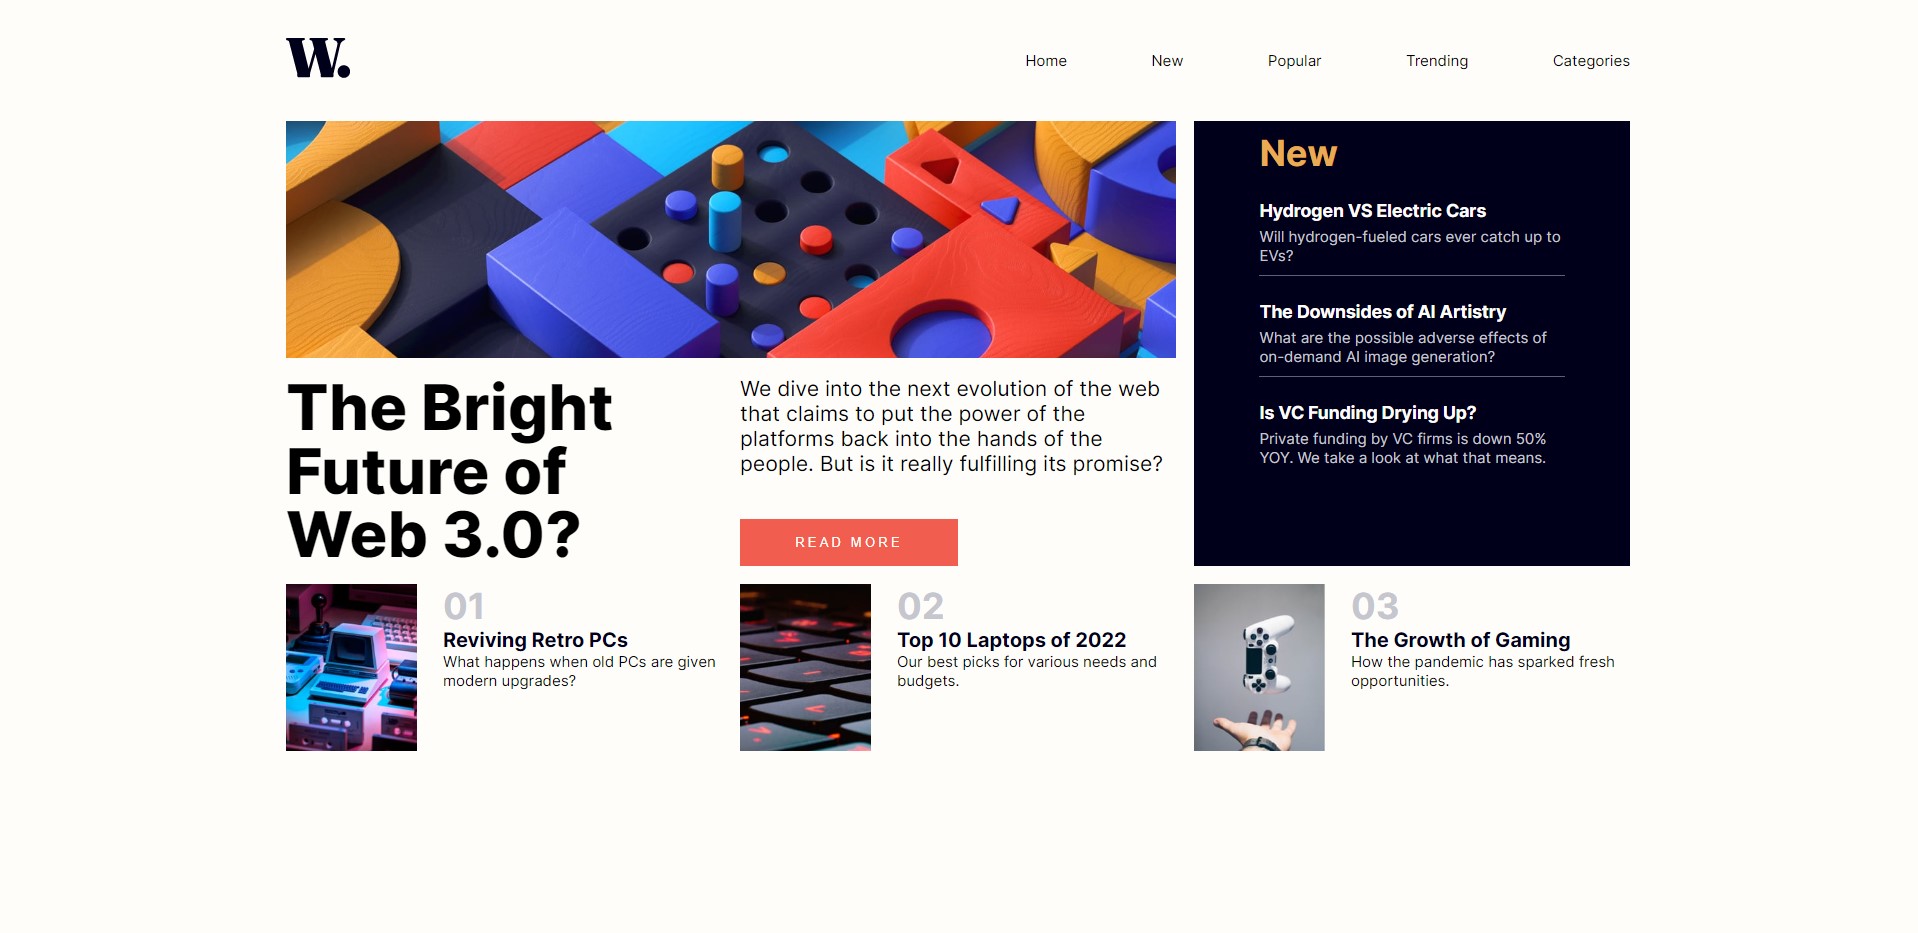 W.
Home New Popular Trending Categories
New
Hydrogen VS Electric Cars
Will hydrogen-fueled cars ever catch up to
EVs?
The Downsides of AI Artistry
What are the possible adverse effects of
on-demand AI image generation?
Is VC Funding Drying Up?
Private funding by VC firms is down 50%
YOY. We take a look at what that means.
The Bright
Future of
Web 3.0?
We dive into the next evolution of the web
that claims to put the power of the
platforms back into the hands of the
people. But is it really fulfilling its promise?
READ MORE
01
Reviving Retro PCs
What happens when old PCs are given
modern upgrades?
02
Top 10 Laptops of 2022
Our best picks for various needs and
budgets.
03
The Growth of Gaming
How the pandemic has sparked fresh
opportunities.